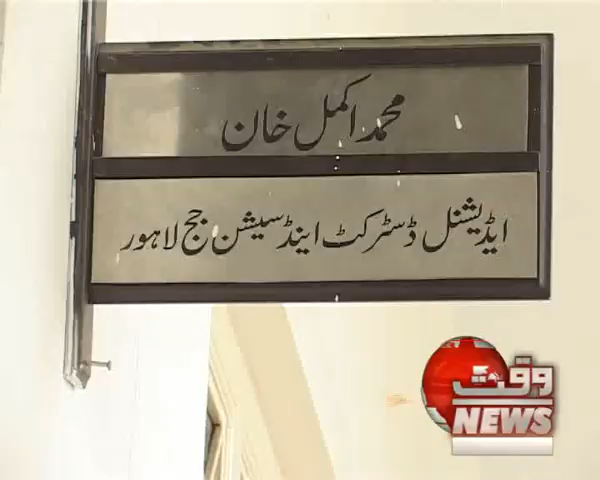 محمد اکمل خان
ایڈیشنل ڈسٹرکٹ اینڈ سیشن جج لاہور
وقت
NEWS